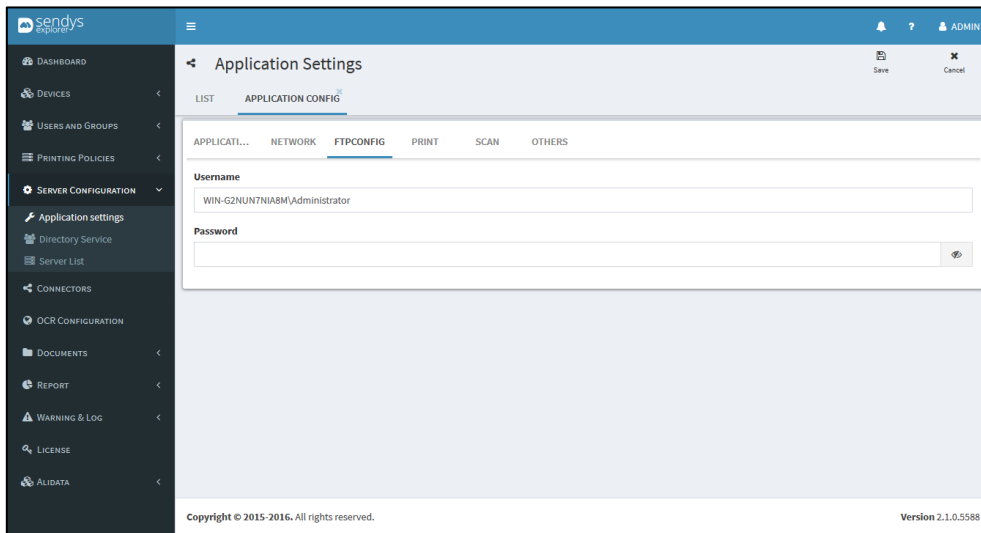 sendys
explorer
ADMIN
?
DASHBOARD
DEVICES
USERS AND GROUPS
PRINTING POLICIES
SERVER CONFIGURATION
Application settings
Directory Service
Server List
CONNECTORS
OCR CONFIGURATION
DOCUMENTS
REPORT
WARNING & LOG
LICENSE
ALIDATA
Application Settings
Save
Cancel
LIST APPLICATION CONFIG
APPLICATI... NETWORK FTPCONFIG PRINT SCAN OTHERS
Username
WIN-G2NUN7NIA8M\Administrator
Password
Copyright © 2015-2016. All rights reserved.
Version 2.1.0.5588